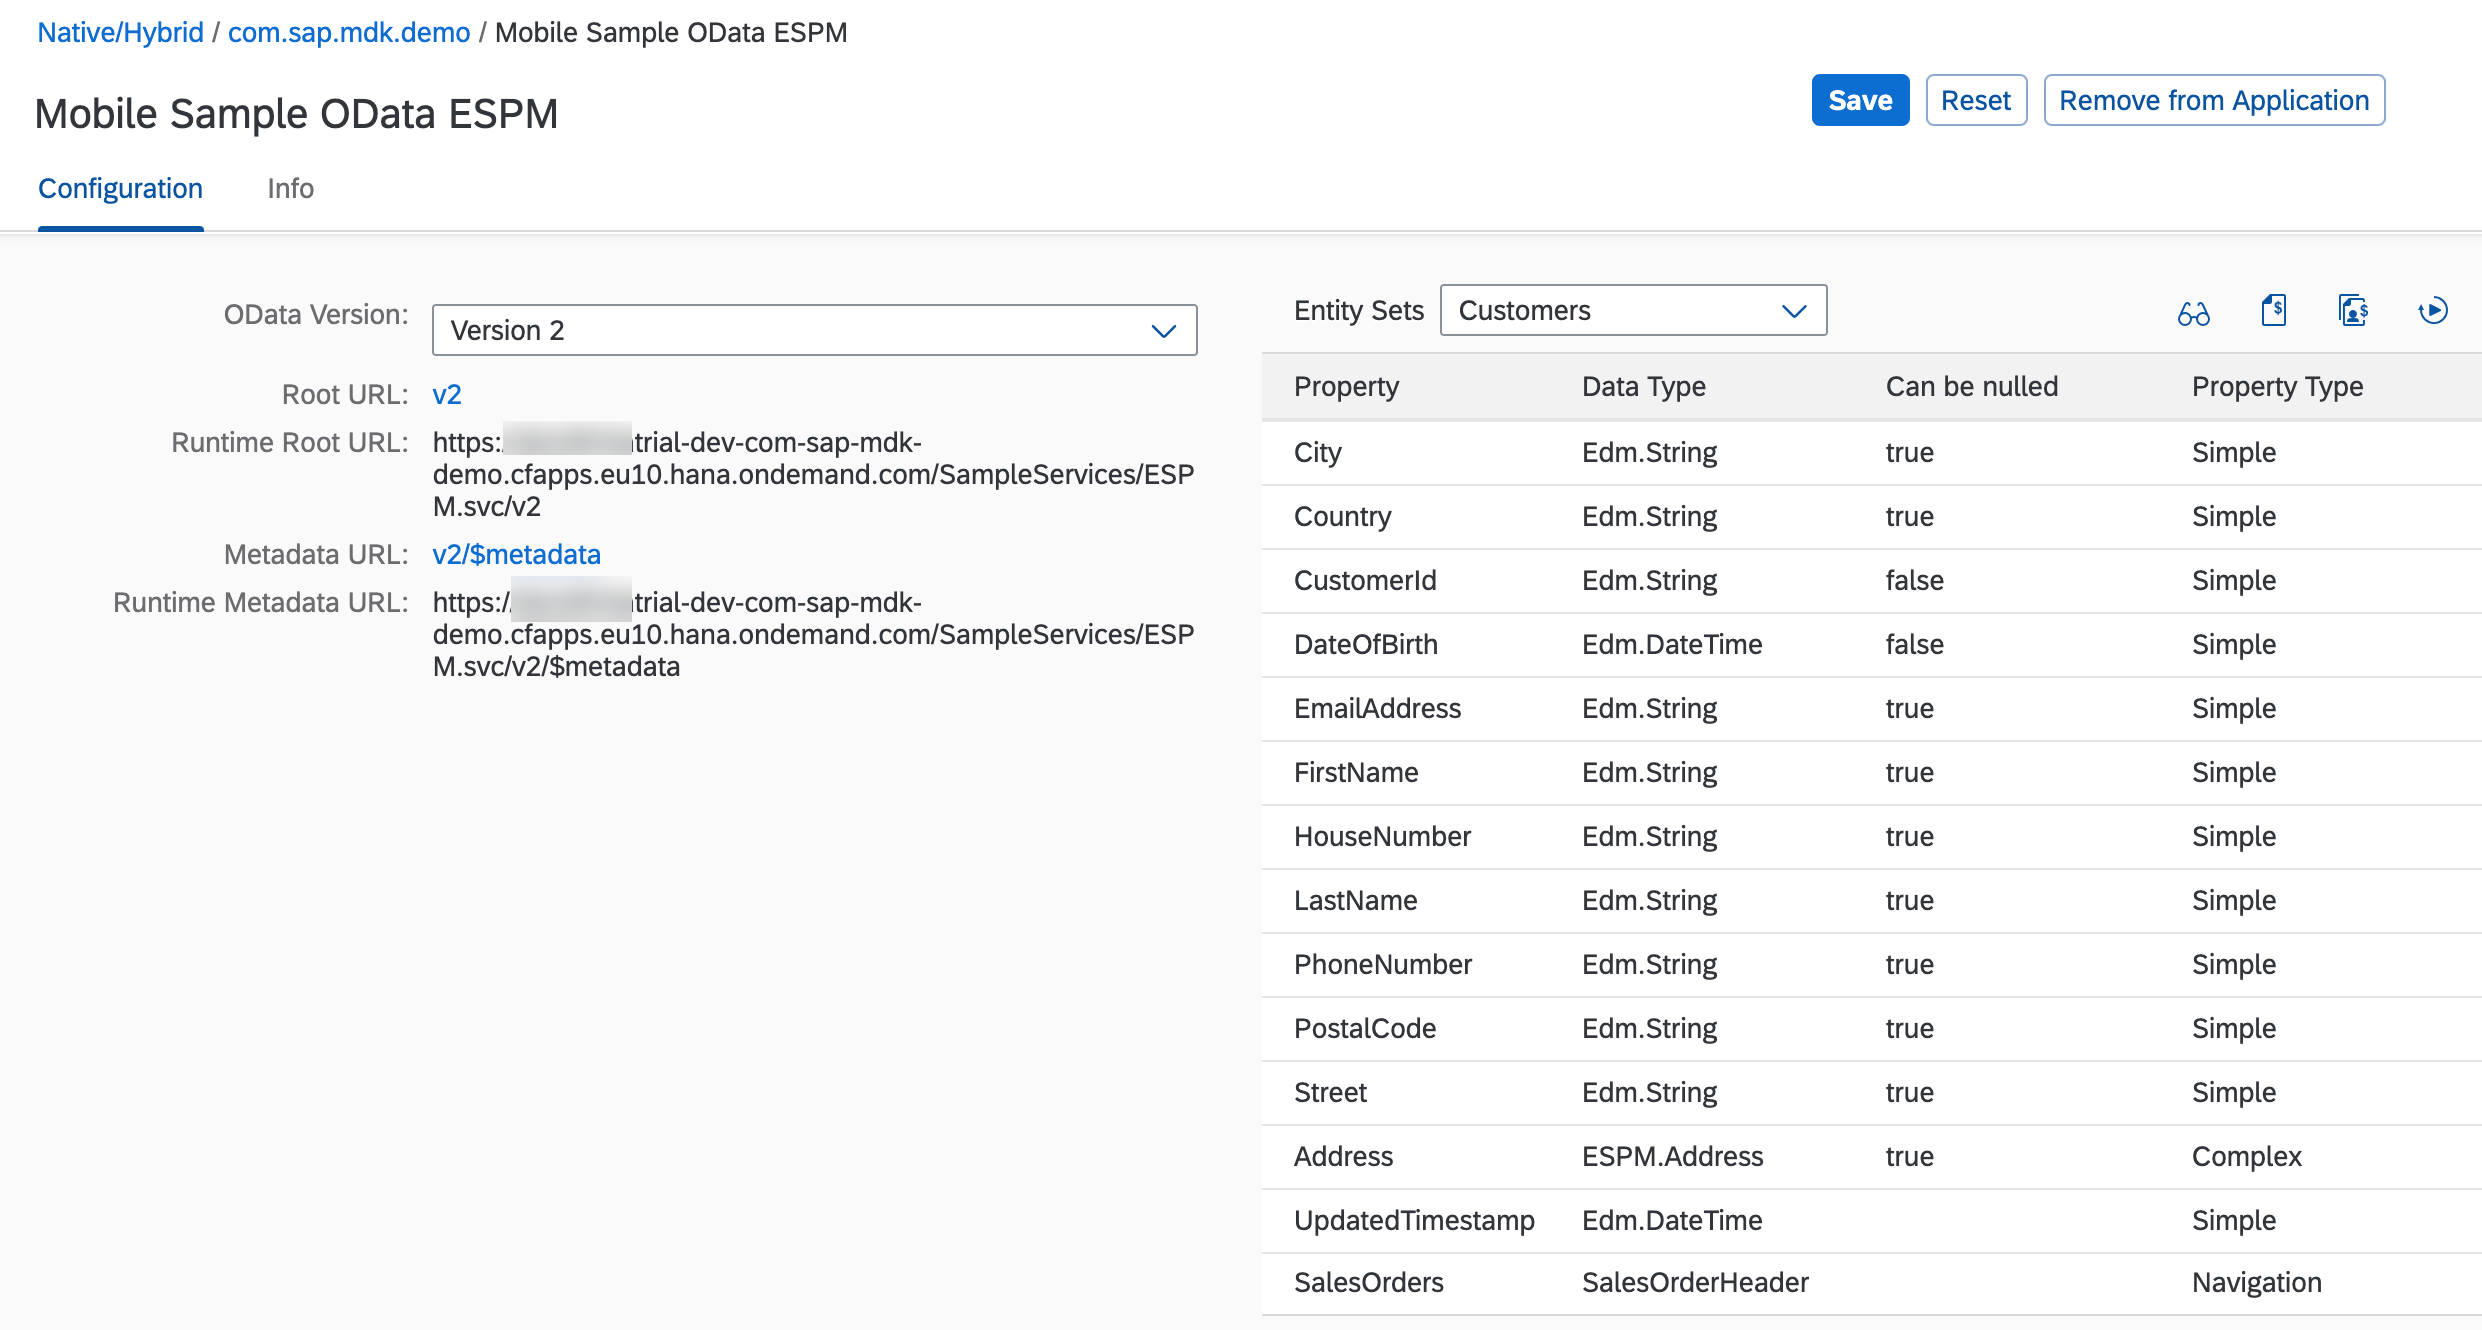 Native/Hybrid / com.sap.mdk.demo / Mobile Sample OData ESPM
Mobile Sample OData ESPM
Save Reset Remove from Application
Configuration Info
OData Version: Version 2
Root URL: v2
Runtime Root URL: https: trial-dev-com-sap-mdk-
demo.cfapps.eu10.hana.ondemand.com/SampleServices/ESP
M.svc/v2
Metadata URL: v2/$metadata
Runtime Metadata URL: https:/ trial-dev-com-sap-mdk-
demo.cfapps.eu10.hana.ondemand.com/SampleServices/ESP
M.svc/v2/$metadata
Entity Sets Customers
Property Data Type Can be nulled Property Type
City Edm.String true Simple
Country Edm.String true Simple
CustomerId Edm.String false Simple
DateOfBirth Edm.DateTime false Simple
EmailAddress Edm.String true Simple
FirstName Edm.String true Simple
HouseNumber Edm.String true Simple
LastName Edm.String true Simple
PhoneNumber Edm.String true Simple
PostalCode Edm.String true Simple
Street Edm.String true Simple
Address ESPM.Address true Complex
UpdatedTimestamp Edm.DateTime Simple
SalesOrders SalesOrderHeader Navigation